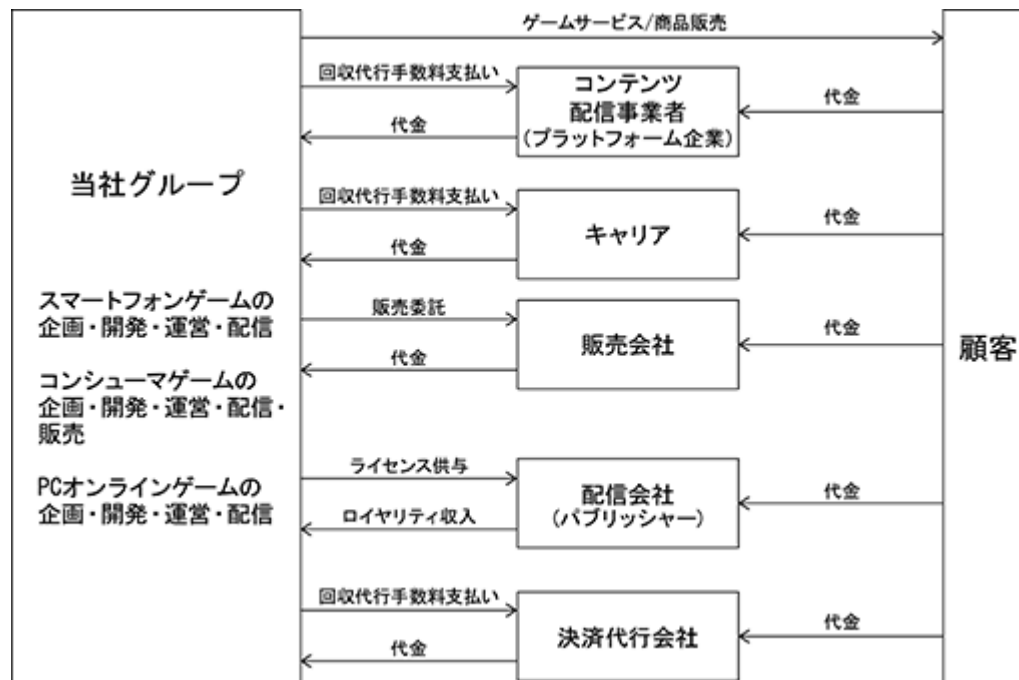 ゲームサービス/商品販売
回収代行手数料支払い
コンテンツ
配信事業者
(プラットフォーム企業)
代金
代金
当社グループ
回収代行手数料支払い
キャリア
代金
代金
スマートフォンゲームの
企画・開発・運営・配信
販売委託
販売会社
代金
代金
顧客
コンシューマゲームの
企画・開発・運営・配信・
販売
PCオンラインゲームの
企画・開発・運営・配信
ライセンス供与
配信会社
(パブリッシャー)
代金
ロイヤリティ収入
回収代行手数料支払い
決済代行会社
代金
代金